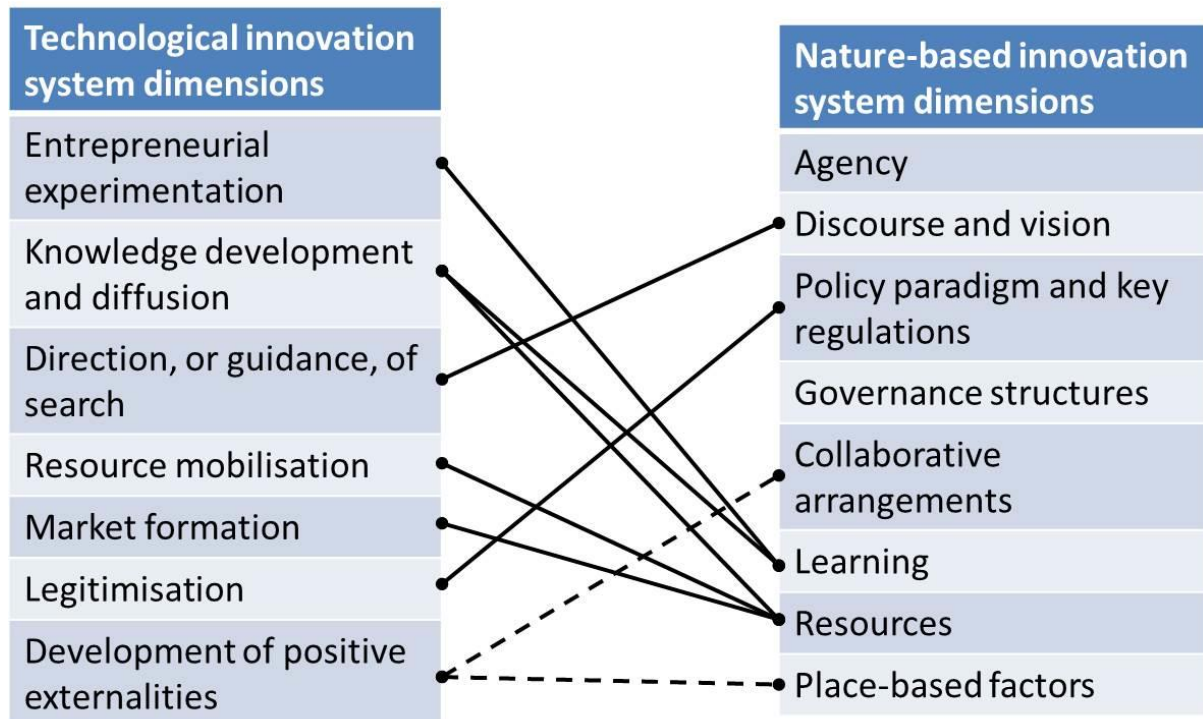 Technological innovation
system dimensions
Entrepreneurial
experimentation
Knowledge development
and diffusion
Direction, or guidance, of
search
Resource mobilisation
Market formation
Legitimisation
Development of positive
externalities
Nature-based innovation
system dimensions
Agency
Discourse and vision
Policy paradigm and key
regulations
Governance structures
Collaborative
arrangements
Learning
Resources
Place-based factors